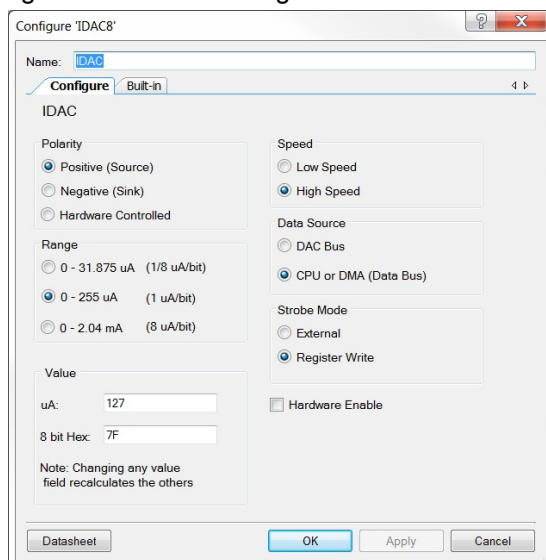 Configure 'IDAC8'
Name: IDAC
Configure Built-in
IDAC
Polarity
Positive (Source)
Negative (Sink)
Hardware Controlled
Range
0 - 31.875 uA (1/8 uA/bit)
0 - 255 uA (1 uA/bit)
0 - 2.04 mA (8 uA/bit)
Value
uA: 127
8 bit Hex: 7F
Note: Changing any value
field recalculates the others
Speed
Low Speed
High Speed
Data Source
DAC Bus
CPU or DMA (Data Bus)
Strobe Mode
External
Register Write
Hardware Enable
Datasheet OK Apply Cancel